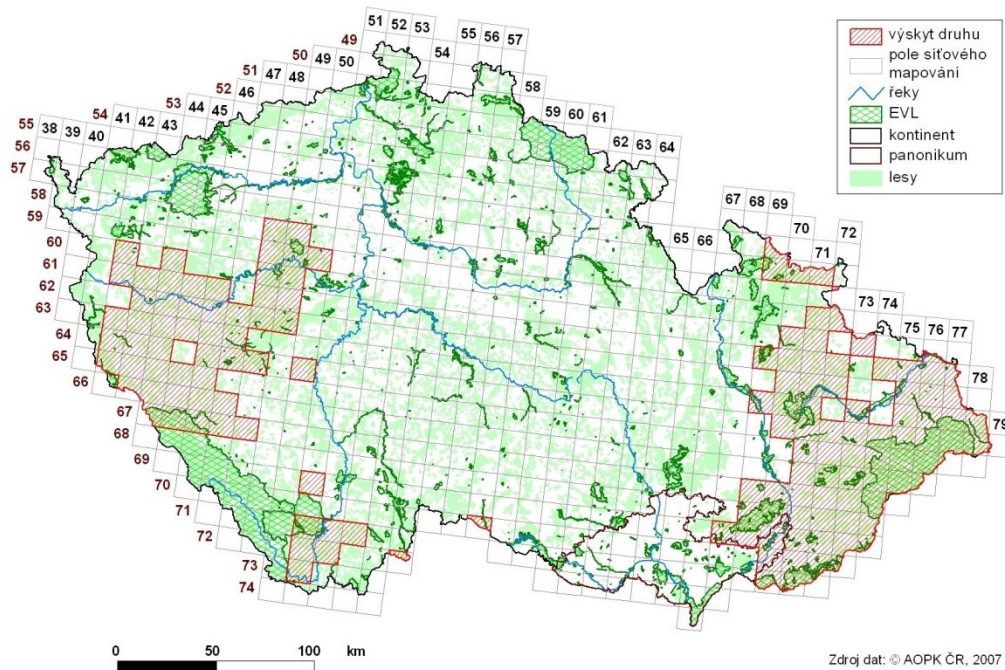 51 52 53
49
54
55 56 57
50
49 50
51
47 48
58
52
46
59 60 61
53
44 45
62 63 64
54
41 42 43
55
38 39 40
56
57
58
59
60
61
62
63
64
65
66
67
68
69
70
71
72
73
74
65 66
67 68 69
70
71
72
73 74
75 76 77
78
79
výskyt druhu
pole síťového
mapování
řeky
EVL
kontinent
panonikum
lesy
0 50 100 km
Zdroj dat: © AOPK ČR, 2007